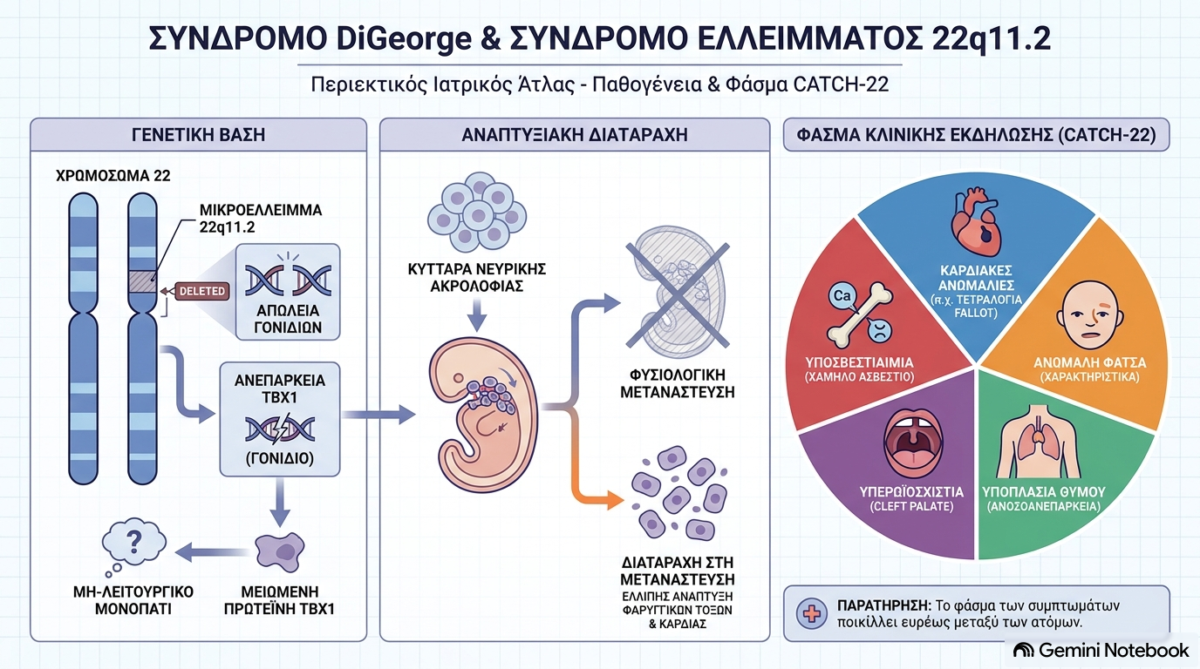 ΣΥΝΔΡΟΜΟ DiGeorge & ΣΥΝΔΡΟΜΟ ΕΛΛΕΙΜΜΑΤΟΣ 22q11.2
Περιεκτικός Ιατρικός Άτλας - Παθογένεια & Φάσμα CATCH-22
ΓΕΝΕΤΙΚΗ ΒΑΣΗ
ΧΡΩΜΟΣΩΜΑ 22
ΜΙΚΡΟΕΛΛΕΙΜΜΑ
22q11.2
DELETED
ΑΠΩΛΕΙΑ
ΓΟΝΙΔΙΩΝ
ΑΝΕΠΑΡΚΕΙΑ
TBX1
(ΓΟΝΙΔΙΟ)
?
ΜΗ-ΛΕΙΤΟΥΡΓΙΚΟ
ΜΟΝΟΠΑΤΙ
ΜΕΙΩΜΕΝΗ
ΠΡΩΤΕΪΝΗ TBX1
ΑΝΑΠΤΥΞΙΑΚΗ ΔΙΑΤΑΡΑΧΗ
ΚΥΤΤΑΡΑ ΝΕΥΡΙΚΗΣ
ΑΚΡΟΛΟΦΙΑΣ
ΦΥΣΙΟΛΟΓΙΚΗ
ΜΕΤΑΝΑΣΤΕΥΣΗ
ΔΙΑΤΑΡΑΧΗ ΣΤΗ
ΜΕΤΑΝΑΣΤΕΥΣΗ
ΕΛΛΙΠΗΣ ΑΝΑΠΤΥΞΗ
ΦΑΡΥΓΓΙΚΩΝ ΤΟΞΩΝ
& ΚΑΡΔΙΑΣ
ΦΑΣΜΑ ΚΛΙΝΙΚΗΣ ΕΚΔΗΛΩΣΗΣ (CATCH-22)
ΚΑΡΔΙΑΚΕΣ
ΑΝΩΜΑΛΙΕΣ
(π.χ. ΤΕΤΡΑΛΟΓΙΑ
FALLOT)
ΑΝΩΜΑΛΗ ΦΑΤΣΑ
(ΧΑΡΑΚΤΗΡΙΣΤΙΚΑ)
ΥΠΟΠΛΑΣΙΑ ΘΥΜΟΥ
(ΑΝΟΣΟΑΝΕΠΑΡΚΕΙΑ)
ΥΠΕΡΩΪΟΣΧΙΣΤΙΑ
(CLEFT PALATE)
Ca
ΥΠΟΣΒΕΣΤΙΑΙΜΙΑ
(ΧΑΜΗΛΟ ΑΣΒΕΣΤΙΟ)
ΠΑΡΑΤΗΡΗΣΗ: Το φάσμα των συμπτωμάτων
ποικίλλει ευρέως μεταξύ των ατόμων.
Gemini Notebook